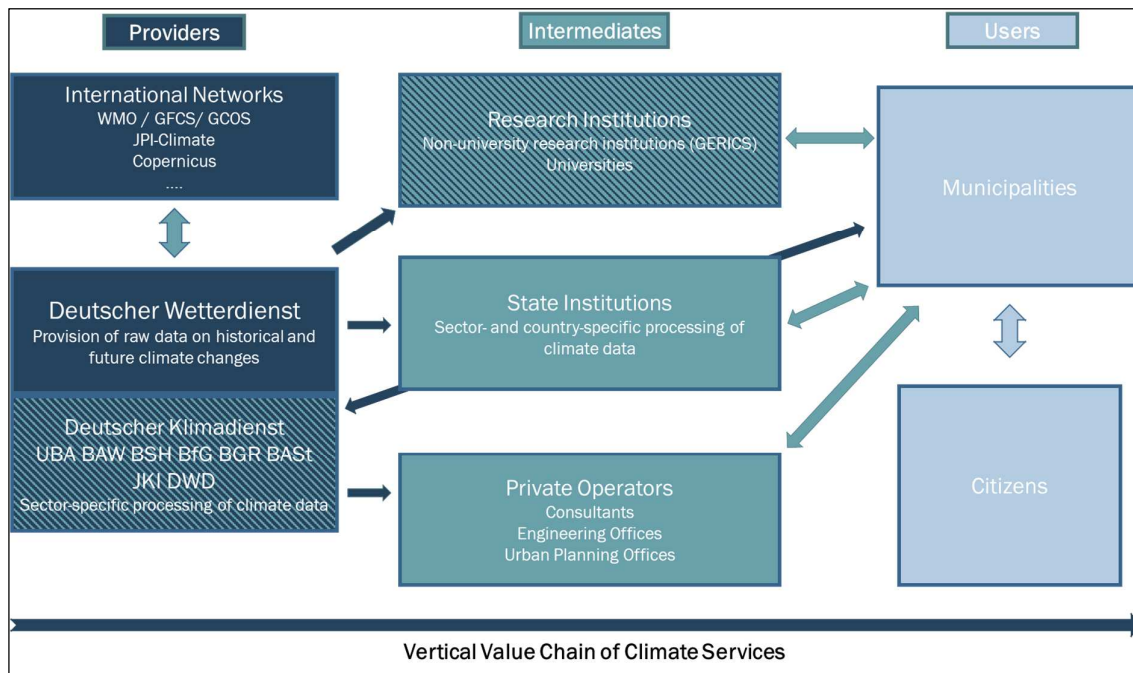 Providers
Intermediates
Users
International Networks
WMO / GFCS/ GCOS
JPI-Climate
Copernicus
....
Research Institutions
Non-university research institutions (GERICS)
Universities
Municipalities
Deutscher Wetterdienst
Provision of raw data on historical and
future climate changes
State Institutions
Sector- and country-specific processing of
climate data
Deutscher Klimadienst
UBA BAW BSH BfG BGR BASt
JKI DWD
Sector-specific processing of climate data
Private Operators
Consultants
Engineering Offices
Urban Planning Offices
Citizens
Vertical Value Chain of Climate Services